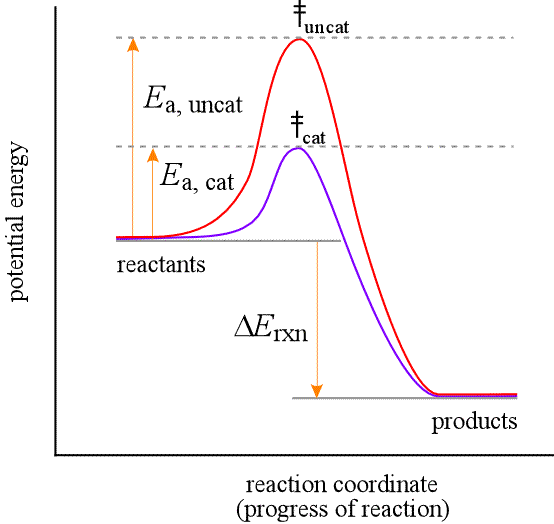 ‡uncat
Ea, uncat
‡cat
Ea, cat
potential energy
reactants
ΔErxn
products
reaction coordinate
(progress of reaction)